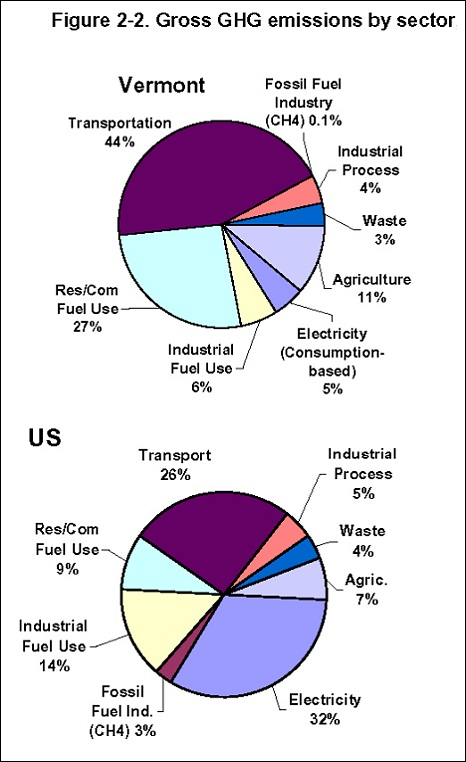 Figure 2-2. Gross GHG emissions by sector
Vermont
Transportation
44%
Fossil Fuel
Industry
(CH4) 0.1%
Industrial
Process
4%
Waste
3%
Agriculture
11%
Electricity
(Consumption-
based)
5%
Industrial
Fuel Use
6%
Res/Com
Fuel Use
27%
US
Transport
26%
Industrial
Process
5%
Waste
4%
Agric.
7%
Electricity
32%
Fossil
Fuel Ind.
(CH4) 3%
Industrial
Fuel Use
14%
Res/Com
Fuel Use
9%